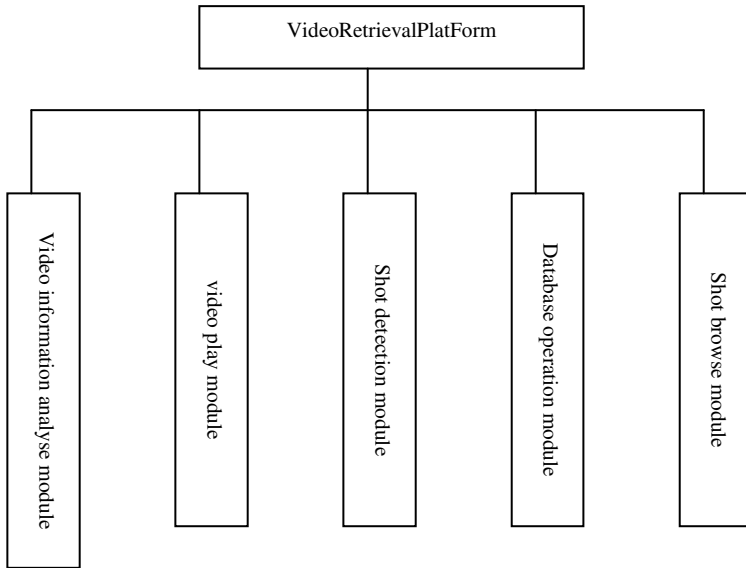 VideoRetrievalPlatForm
Video information analyse module
video play module
Shot detection module
Database operation module
Shot browse module